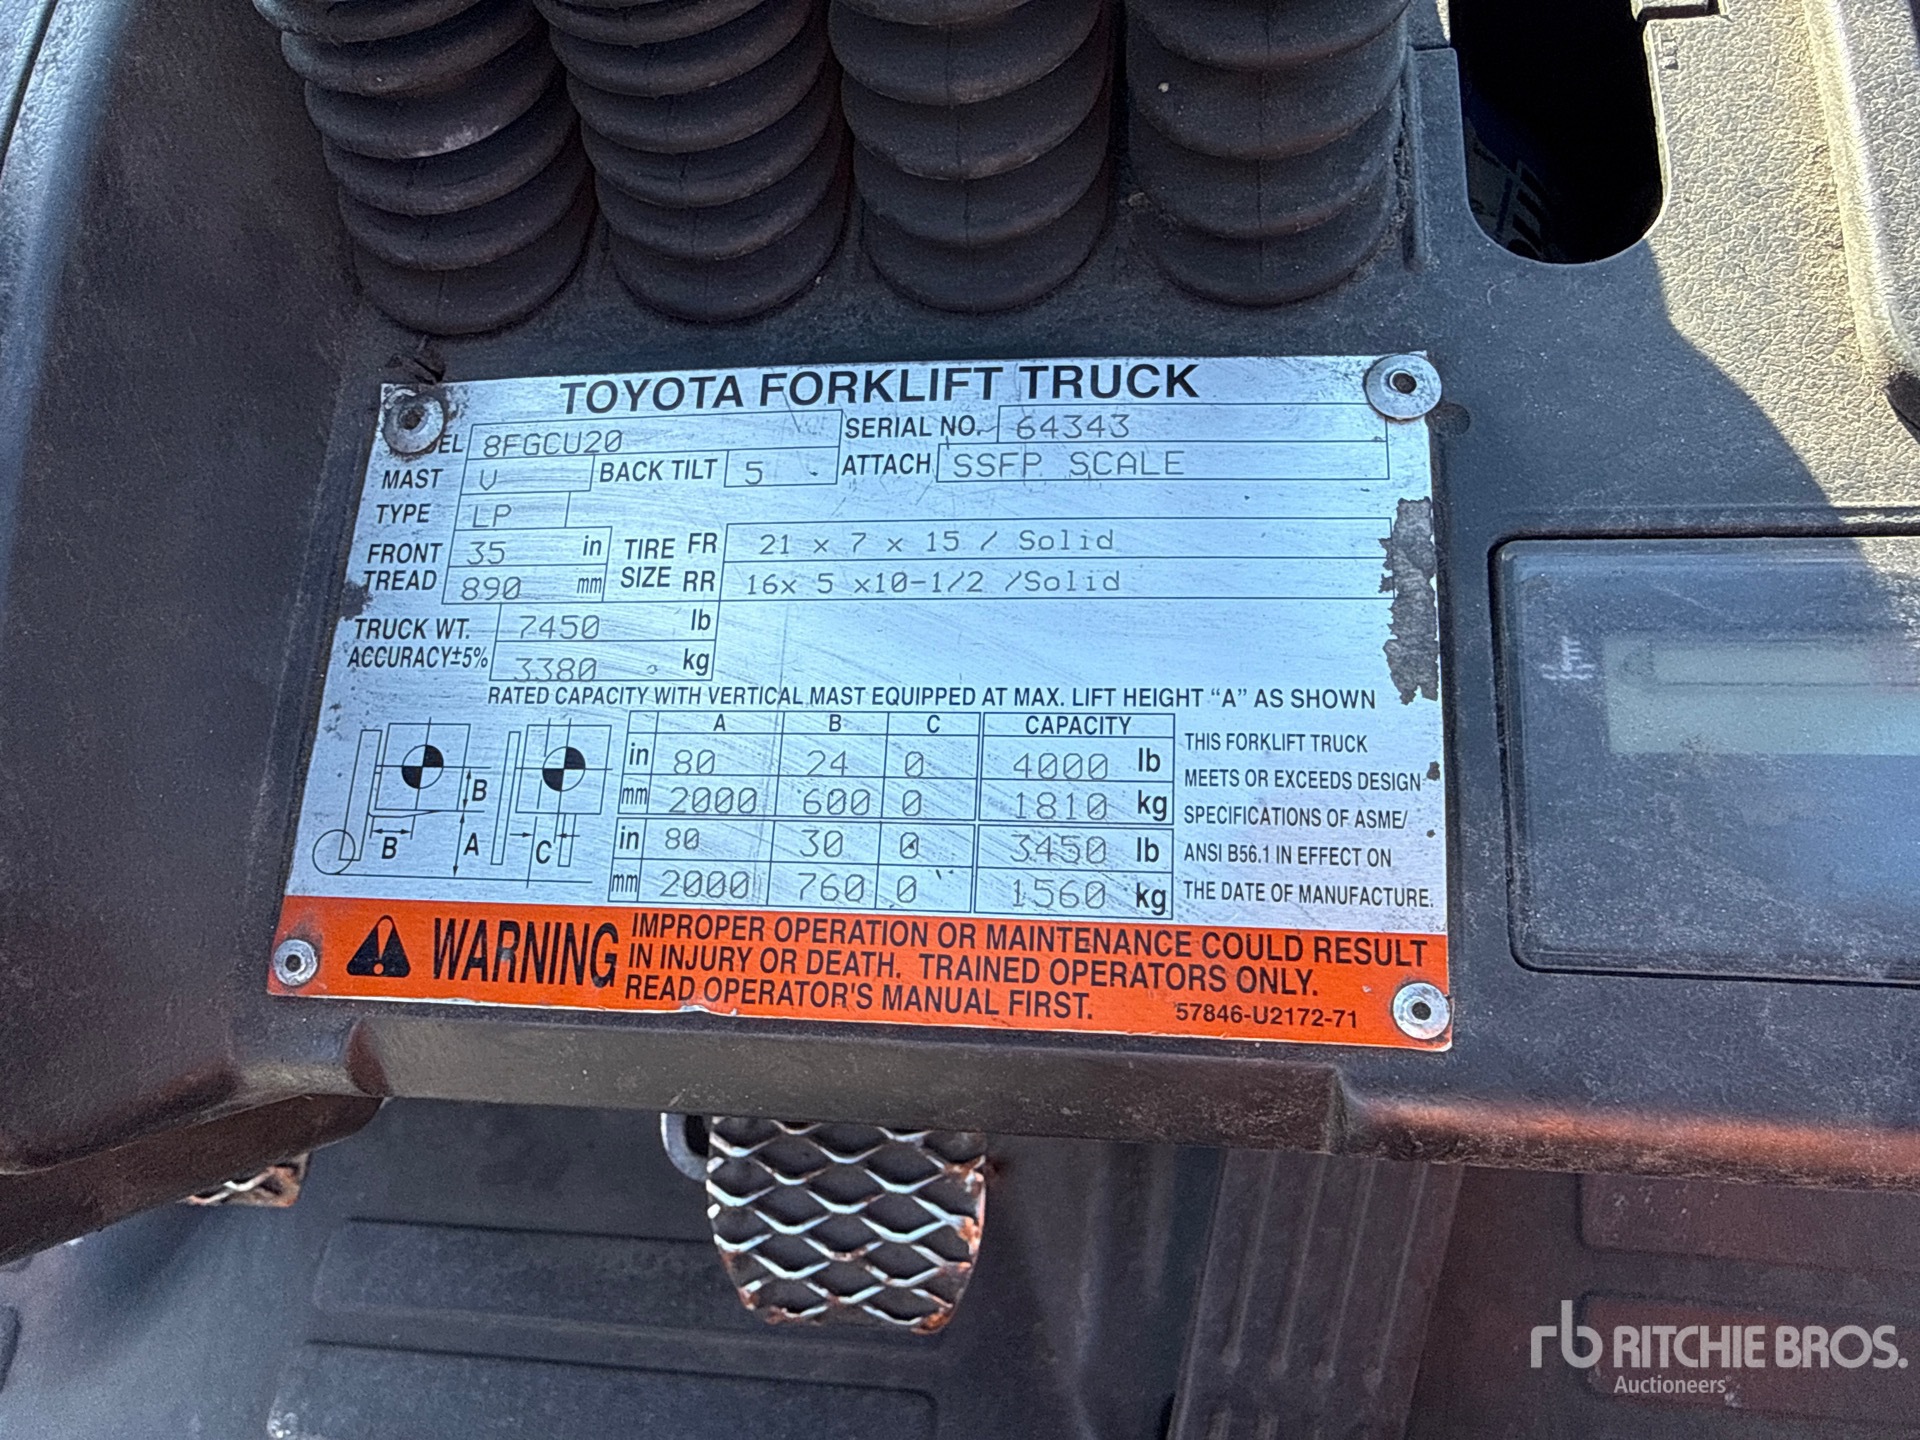 TOYOTA FORKLIFT TRUCK
EL 8FGCU20 SERIAL NO. 64343
MAST V BACK TILT 5 ATTACH SSFP SCALE
TYPE LP
FRONT TREAD 35 in TIRE SIZE FR 21 x 7 x 15 / Solid
890 mm RR 16x 5 x10-1/2 /Solid
TRUCK WT. 7450 lb
ACCURACY±5% 3380 kg
RATED CAPACITY WITH VERTICAL MAST EQUIPPED AT MAX. LIFT HEIGHT "A" AS SHOWN
A B C CAPACITY
in 80 24 0 4000 lb
mm 2000 600 0 1810 kg
in 80 30 0 3450 lb
mm 2000 760 0 1560 kg
B
B A C
THIS FORKLIFT TRUCK
MEETS OR EXCEEDS DESIGN
SPECIFICATIONS OF ASME/
ANSI B56.1 IN EFFECT ON
THE DATE OF MANUFACTURE.
WARNING IMPROPER OPERATION OR MAINTENANCE COULD RESULT
IN INJURY OR DEATH. TRAINED OPERATORS ONLY.
READ OPERATOR'S MANUAL FIRST. 57846-U2172-71
rb RITCHIE BROS.
Auctioneers